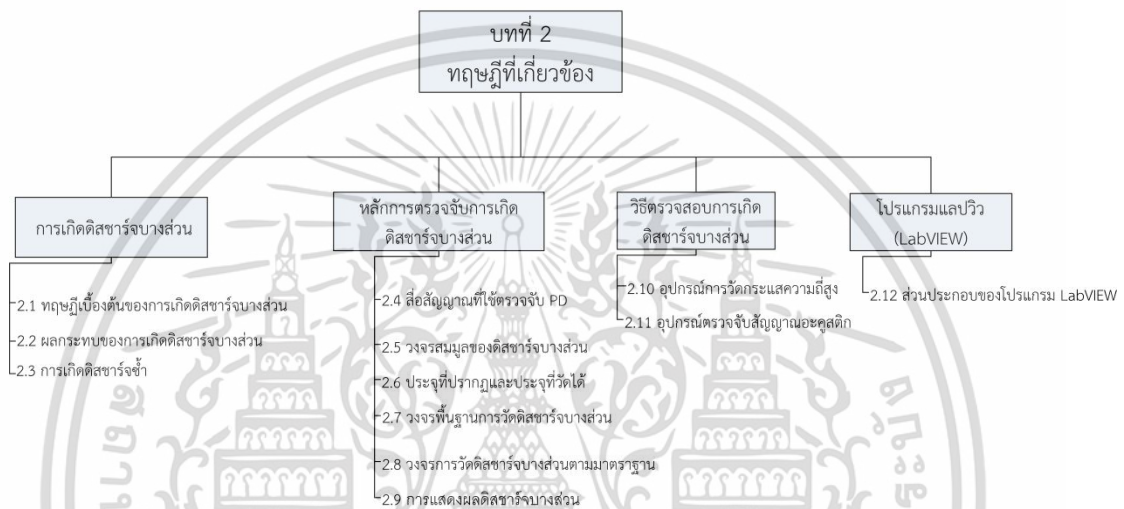 บทที่ 2
ทฤษฎีที่เกี่ยวข้อง
การเกิดดิสชาร์จบางส่วน
2.1 ทฤษฎีเบื้องต้นของการเกิดดิสชาร์จบางส่วน
2.2 ผลกระทบของการเกิดดิสชาร์จบางส่วน
2.3 การเกิดดิสชาร์จซ้ำ
หลักการตรวจจับการเกิด
ดิสชาร์จบางส่วน
2.4 สื่อสัญญาณที่ใช้ตรวจจับ PD
2.5 วงจรสมมูลของดิสชาร์จบางส่วน
2.6 ประจุที่ปรากฏและประจุที่วัดได้
2.7 วงจรพื้นฐานการวัดดิสชาร์จบางส่วน
2.8 วงจรการวัดดิสชาร์จบางส่วนตามมาตราฐาน
2.9 การแสดงผลดิสชาร์จบางส่วน
วิธีตรวจสอบการเกิด
ดิสชาร์จบางส่วน
2.10 อุปกรณ์การวัดกระแสความถี่สูง
2.11 อุปกรณ์ตรวจจับสัญญาณอะคูสติก
โปรแกรมแลปวิว
(LabVIEW)
2.12 ส่วนประกอบของโปรแกรม LabVIEW